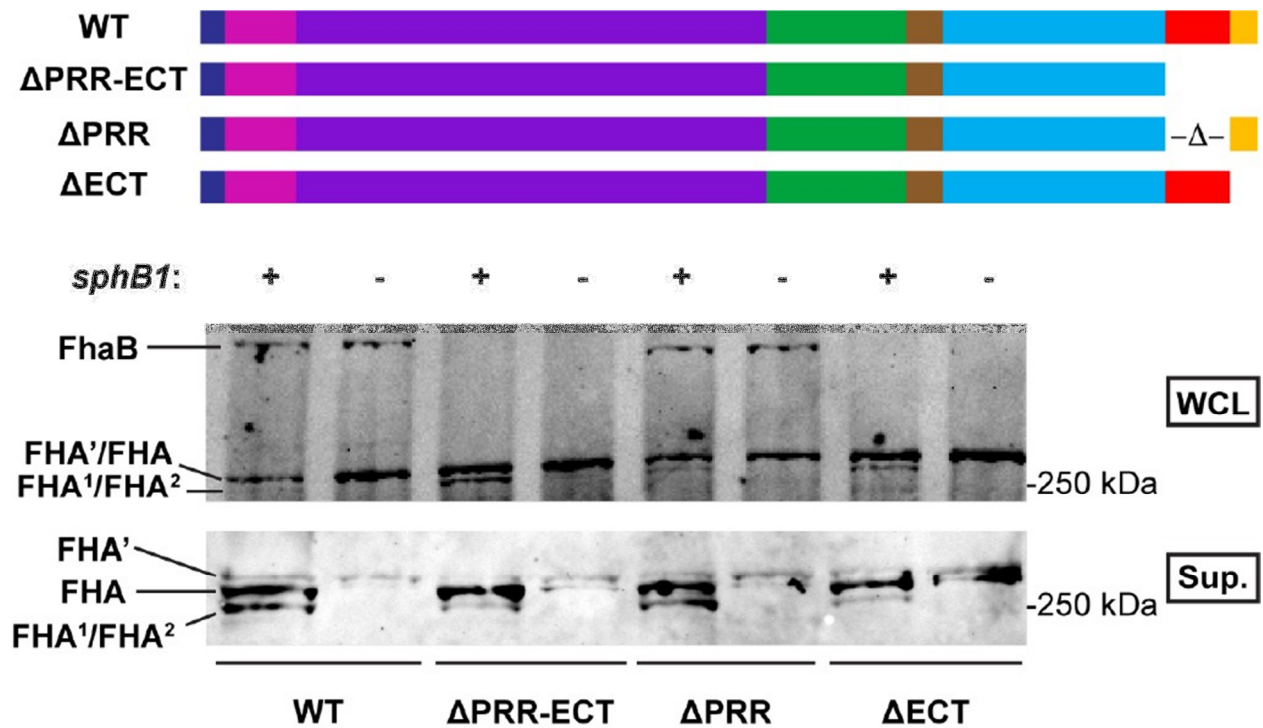 WT
ΔPRR-ECT
ΔPRR
–Δ–
ΔECT
sphB1: + - + - + - + -
FhaB
WCL
FHA’/FHA
FHA¹/FHA²
-250 kDa
FHA’
FHA
Sup.
-250 kDa
FHA¹/FHA²
WT ΔPRR-ECT ΔPRR ΔECT